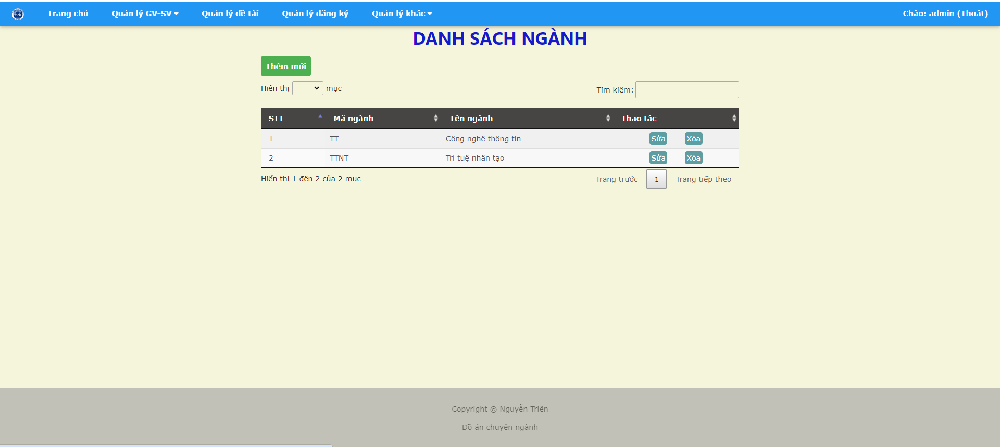 Trang chủ Quản lý GV-SV Quản lý đề tài Quản lý đăng ký Quản lý khác Chào: admin (Thoát)
DANH SÁCH NGÀNH
Thêm mới
Hiển thị mục Tìm kiếm:
STT Mã ngành Tên ngành Thao tác
1 TT Công nghệ thông tin Sửa Xóa
2 TTNT Trí tuệ nhân tạo Sửa Xóa
Hiển thị 1 đến 2 của 2 mục Trang trước 1 Trang tiếp theo
Copyright © Nguyễn Triến
Đồ án chuyên ngành